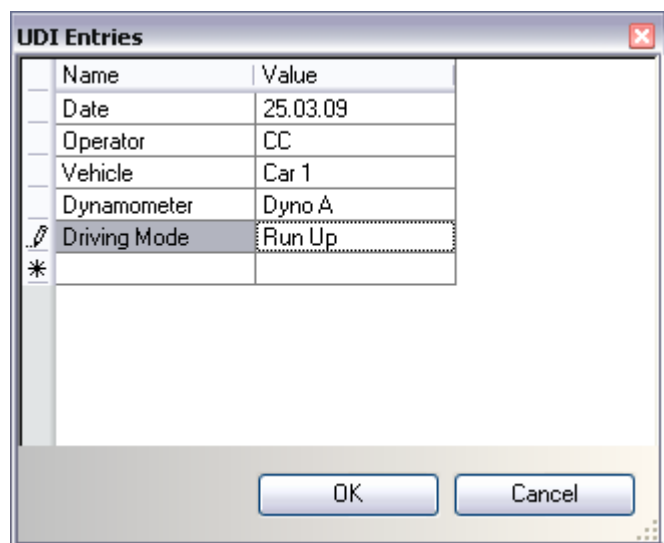 UDI Entries
Name Value
Date 25.03.09
Operator CC
Vehicle Car 1
Dynamometer Dyno A
Driving Mode Run Up
OK Cancel